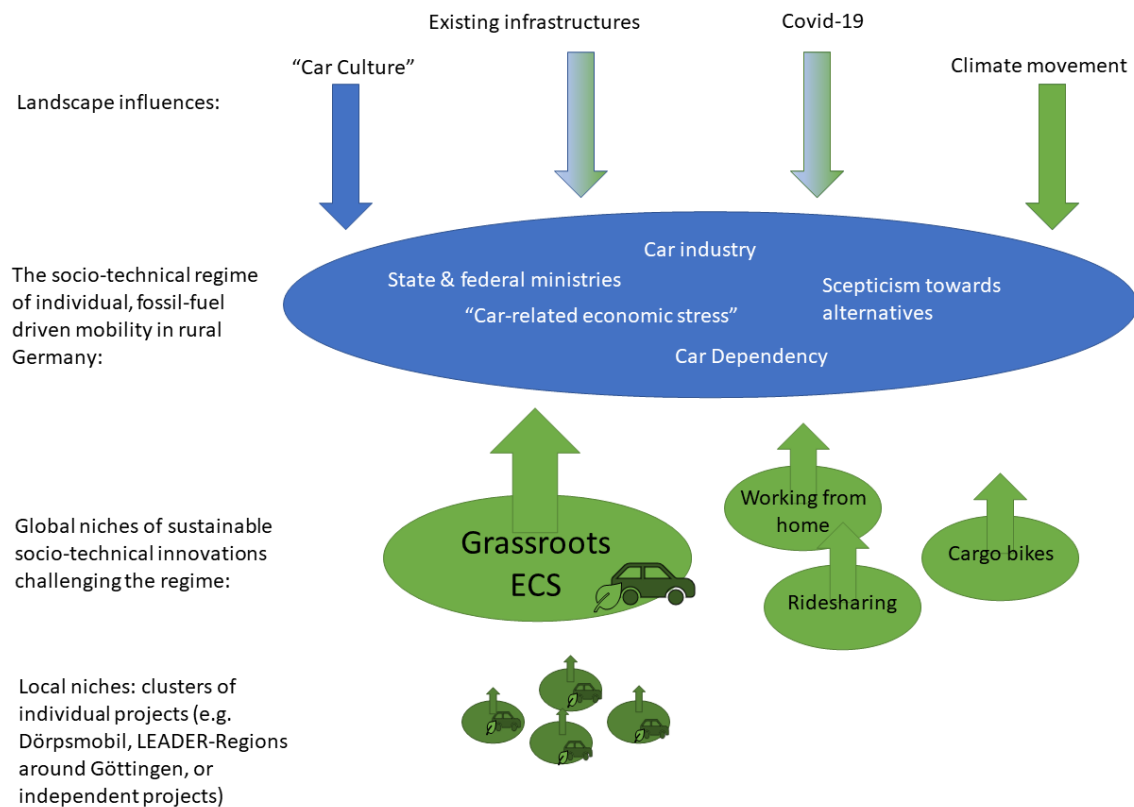 Existing infrastructures
Covid-19
“Car Culture”
Climate movement
Landscape influences:
Car industry
The socio-technical regime
of individual, fossil-fuel
driven mobility in rural
Germany:
State & federal ministries
Scepticism towards
alternatives
“Car-related economic stress”
Car Dependency
Global niches of sustainable
socio-technical innovations
challenging the regime:
Grassroots
ECS
Working from
home
Cargo bikes
Ridesharing
Local niches: clusters of
individual projects (e.g.
Dörpsmobil, LEADER-Regions
around Göttingen, or
independent projects)